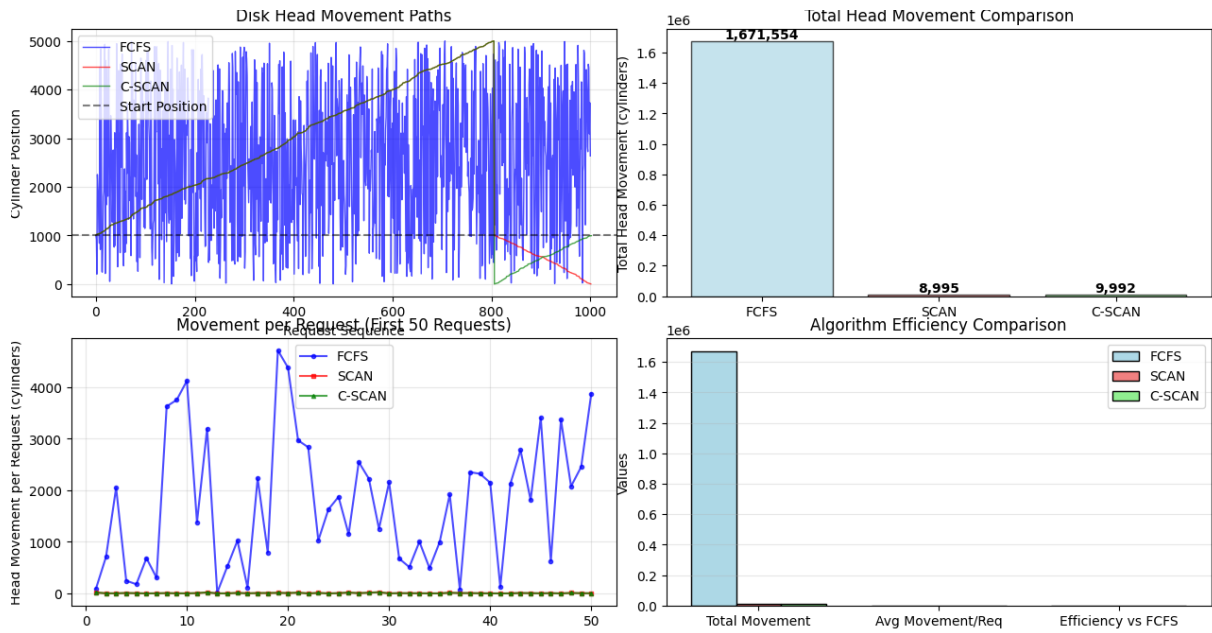 Disk Head Movement Paths
5000
4000
3000
2000
1000
0
Cylinder Position
FCFS
SCAN
C-SCAN
Start Position
0 200 400 600 800 1000
Request Sequence
Total Head Movement Comparison
1e6
1.6
1.4
1.2
1.0
0.8
0.6
0.4
0.2
0.0
Total Head Movement (cylinders)
1,671,554
8,995
9,992
FCFS SCAN C-SCAN
Movement per Request (First 50 Requests)
4000
3000
2000
1000
0
Head Movement per Request (cylinders)
FCFS
SCAN
C-SCAN
0 10 20 30 40 50
Algorithm Efficiency Comparison
1e6
1.6
1.4
1.2
1.0
0.8
0.6
0.4
0.2
0.0
Values
FCFS
SCAN
C-SCAN
Total Movement Avg Movement/Req Efficiency vs FCFS